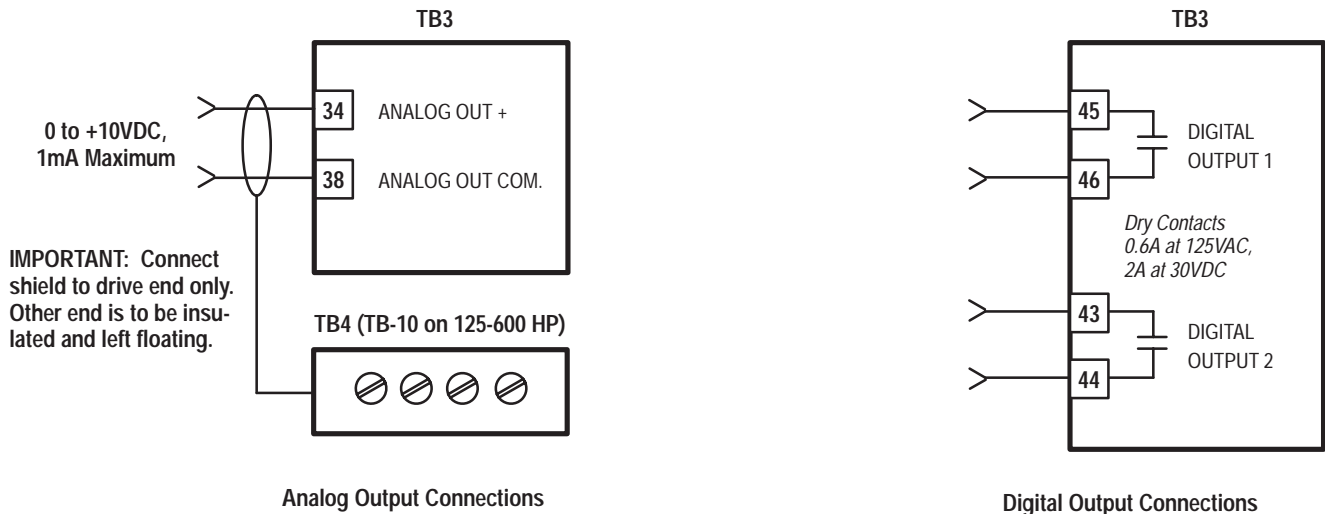 TB3
0 to +10VDC,
1mA Maximum
34 ANALOG OUT +
38 ANALOG OUT COM.
IMPORTANT: Connect
shield to drive end only.
Other end is to be insu-
lated and left floating.
TB4 (TB-10 on 125-600 HP)
Analog Output Connections
TB3
45
DIGITAL
OUTPUT 1
46
Dry Contacts
0.6A at 125VAC,
2A at 30VDC
43
DIGITAL
OUTPUT 2
44
Digital Output Connections